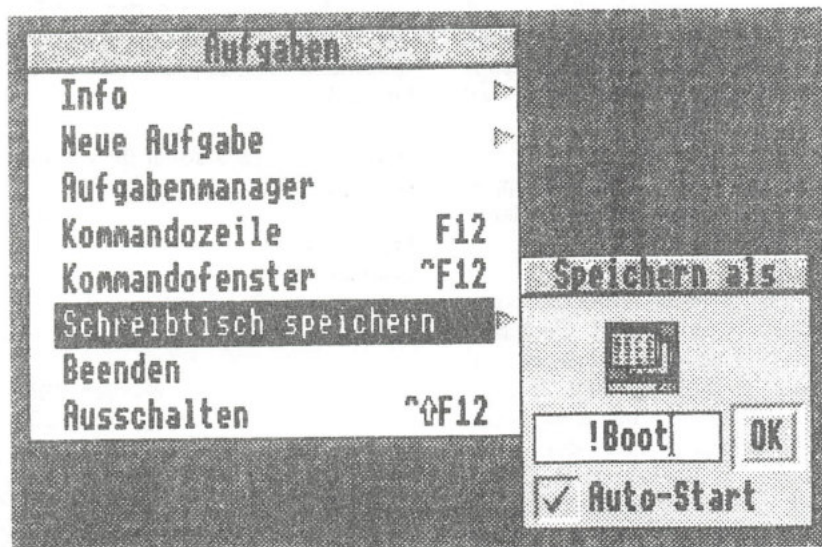 Aufgaben
Info
Neue Aufgabe
Aufgabenmanager
Kommandozeile F12
Kommandofenster ^F12
Schreibtisch speichern
Beenden
Ausschalten ^⇧F12
Speichern als
!Boot
OK
Auto-Start